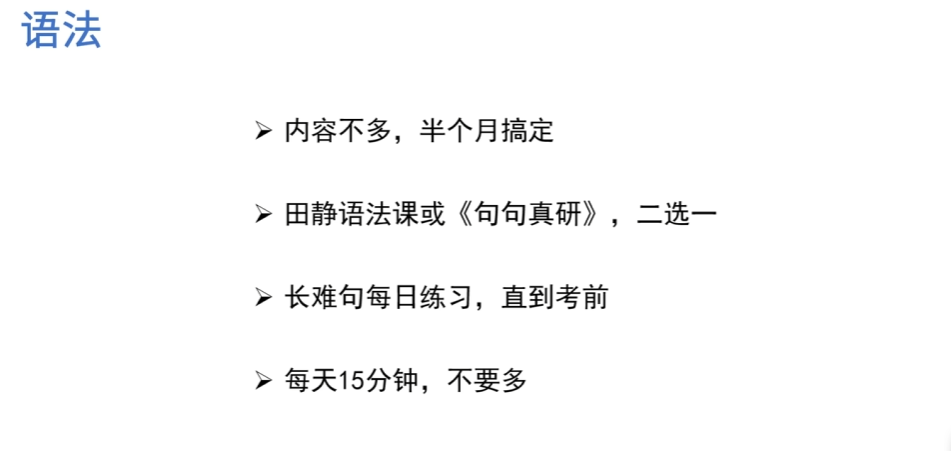 语法
➢ 内容不多，半个月搞定
➢ 田静语法课或《句句真研》，二选一
➢ 长难句每日练习，直到考前
➢ 每天15分钟，不要多